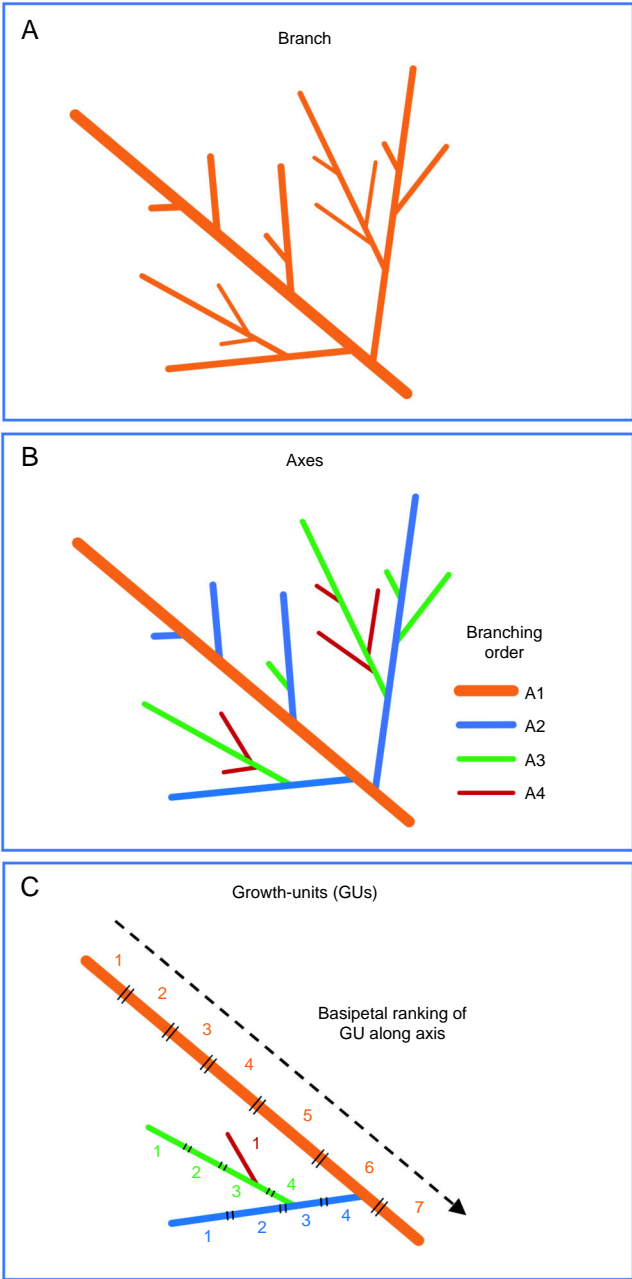 A
Branch
B
Axes
Branching
order
A1
A2
A3
A4
C
Growth-units (GUs)
Basipetal ranking of
GU along axis
1
2
3
4
5
6
7
1
2
3
4
1
1
2
3
4